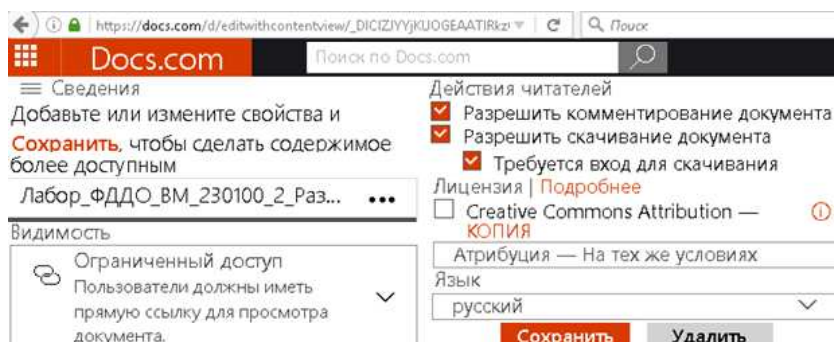 https://docs.com/d/editwithcontentview/_DICIZJYYjKUOGEAATIRkz
Поиск
Docs.com
Поиск по Docs.com
Сведения
Добавьте или измените свойства и
Сохранить, чтобы сделать содержимое
более доступным
Лабор_ФДДО_ВМ_230100_2_Раз...
Видимость
Ограниченный доступ
Пользователи должны иметь
прямую ссылку для просмотра
документа.
Действия читателей
Разрешить комментирование документа
Разрешить скачивание документа
Требуется вход для скачивания
Лицензия | Подробнее
Creative Commons Attribution —
КОПИЯ
Атрибуция — На тех же условиях
Язык
русский
Сохранить
Удалить